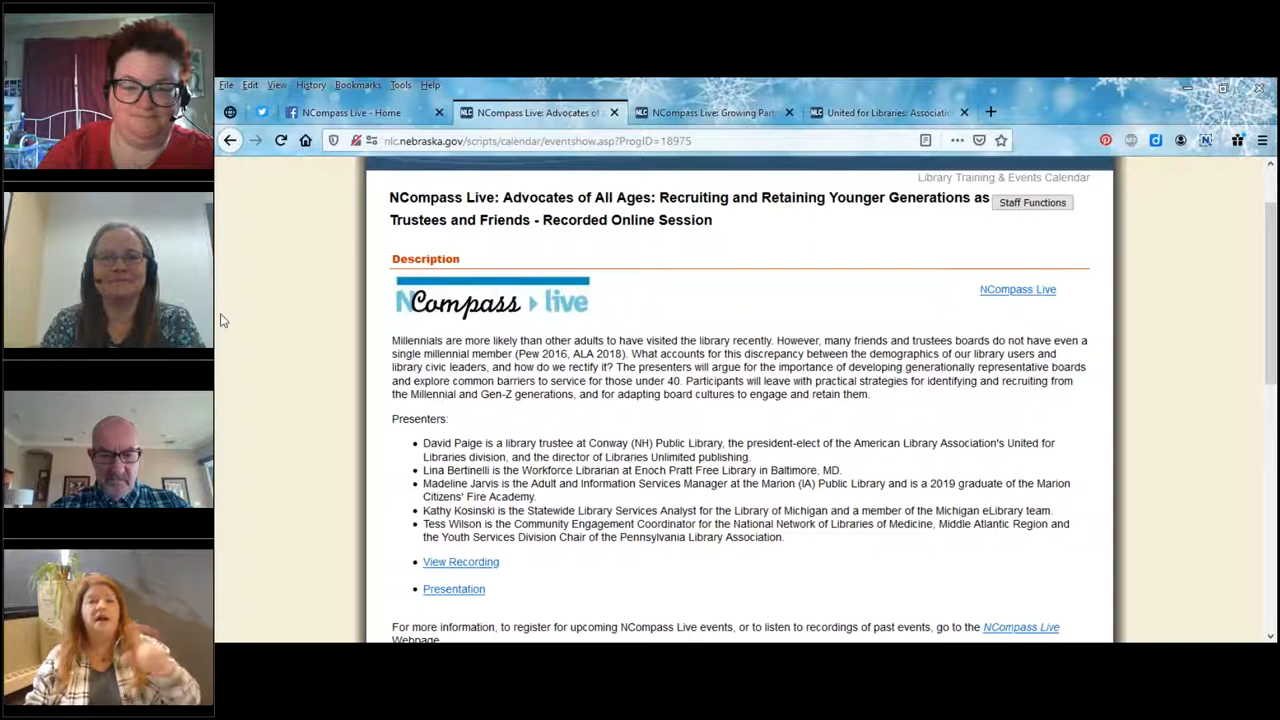 File Edit View History Bookmarks Tools Help
NCompass Live - Home
NCompass Live: Advocates of
NCompass Live: Growing Part
United for Libraries: Associatic
nlc.nebraska.gov/scripts/calendar/eventshow.asp?ProgID=18975
Library Training & Events Calendar
NCompass Live: Advocates of All Ages: Recruiting and Retaining Younger Generations as
Trustees and Friends - Recorded Online Session
Staff Functions
Description
NCompass live
NCompass Live
Millennials are more likely than other adults to have visited the library recently. However, many friends and trustees boards do not have even a
single millennial member (Pew 2016, ALA 2018). What accounts for this discrepancy between the demographics of our library users and
library civic leaders, and how do we rectify it? The presenters will argue for the importance of developing generationally representative boards
and explore common barriers to service for those under 40. Participants will leave with practical strategies for identifying and recruiting from
the Millennial and Gen-Z generations, and for adapting board cultures to engage and retain them.
Presenters:
David Paige is a library trustee at Conway (NH) Public Library, the president-elect of the American Library Association's United for
Libraries division, and the director of Libraries Unlimited publishing.
Lina Bertinelli is the Workforce Librarian at Enoch Pratt Free Library in Baltimore, MD.
Madeline Jarvis is the Adult and Information Services Manager at the Marion (IA) Public Library and is a 2019 graduate of the Marion
Citizens' Fire Academy.
Kathy Kosinski is the Statewide Library Services Analyst for the Library of Michigan and a member of the Michigan eLibrary team.
Tess Wilson is the Community Engagement Coordinator for the National Network of Libraries of Medicine, Middle Atlantic Region and
the Youth Services Division Chair of the Pennsylvania Library Association.
View Recording
Presentation
For more information, to register for upcoming NCompass Live events, or to listen to recordings of past events, go to the NCompass Live
Webpage.